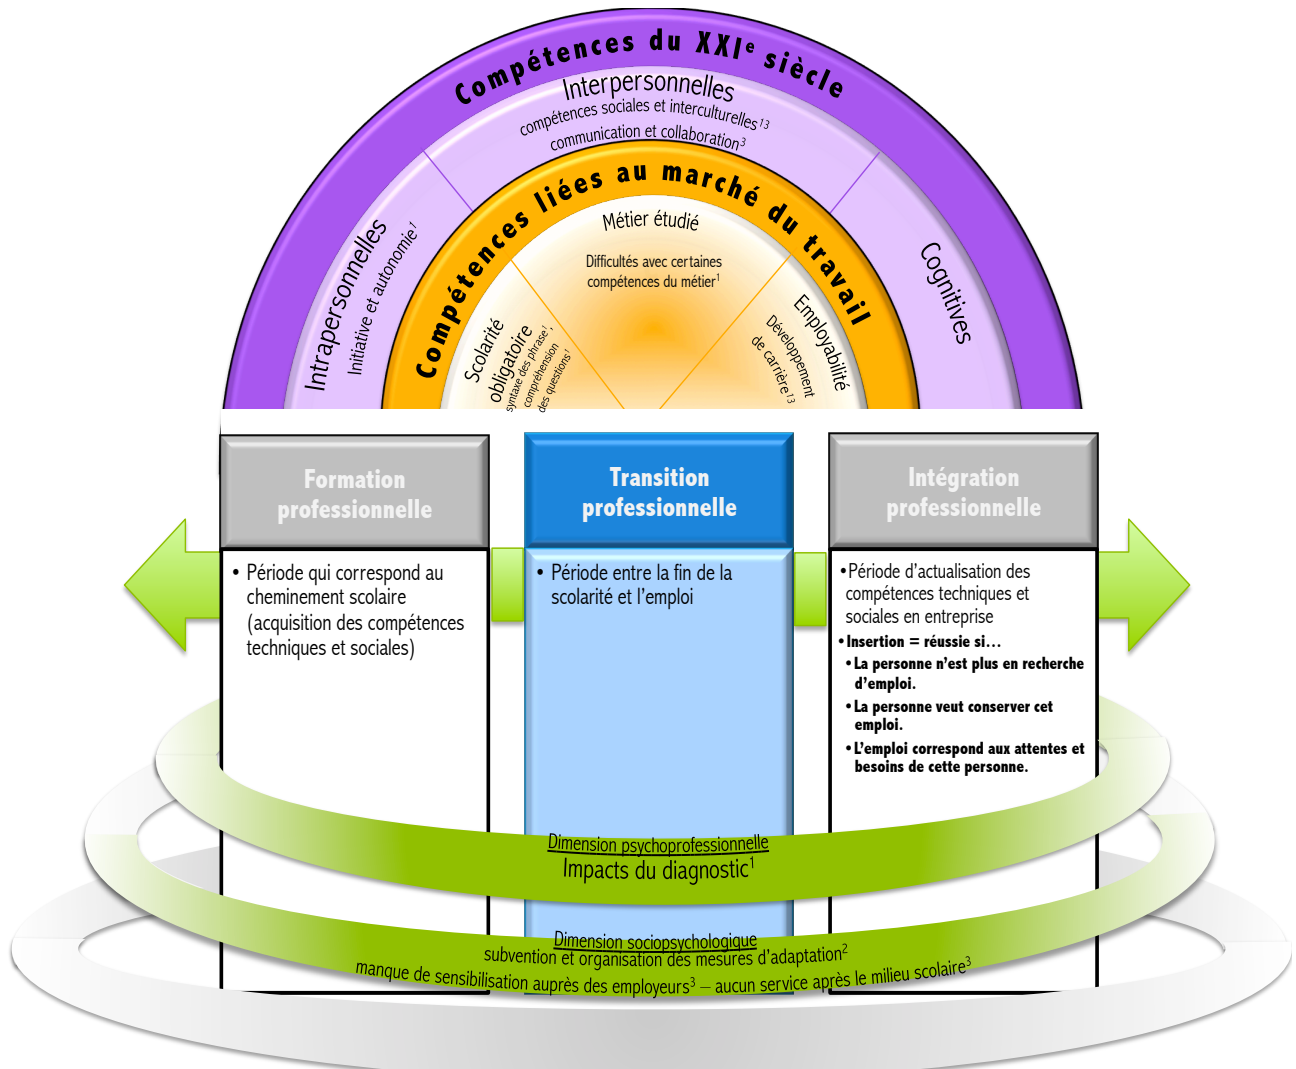 Compétences du XXIe siècle
Interpersonnelles
compétences sociales et interculturelles13
communication et collaboration3
Intrapersonnelles
Initiative et autonomie1
Cognitives
Compétences liées au marché du travail
Métier étudié
Difficultés avec certaines
compétences du métier1
Scolarité
obligatoire
syntaxe des phrase1,
compréhension
des questions1
Employabilité
Développement
de carrière13
Formation
professionnelle
• Période qui correspond au
cheminement scolaire
(acquisition des compétences
techniques et sociales)
Transition
professionnelle
• Période entre la fin de la
scolarité et l’emploi
Intégration
professionnelle
•Période d’actualisation des
compétences techniques et
sociales en entreprise
•Insertion = réussie si…
•La personne n’est plus en recherche
d’emploi.
•La personne veut conserver cet
emploi.
•L’emploi correspond aux attentes et
besoins de cette personne.
Dimension psychoprofessionnelle
Impacts du diagnostic1
Dimension sociopsychologique
subvention et organisation des mesures d’adaptation2
manque de sensibilisation auprès des employeurs3 – aucun service après le milieu scolaire3